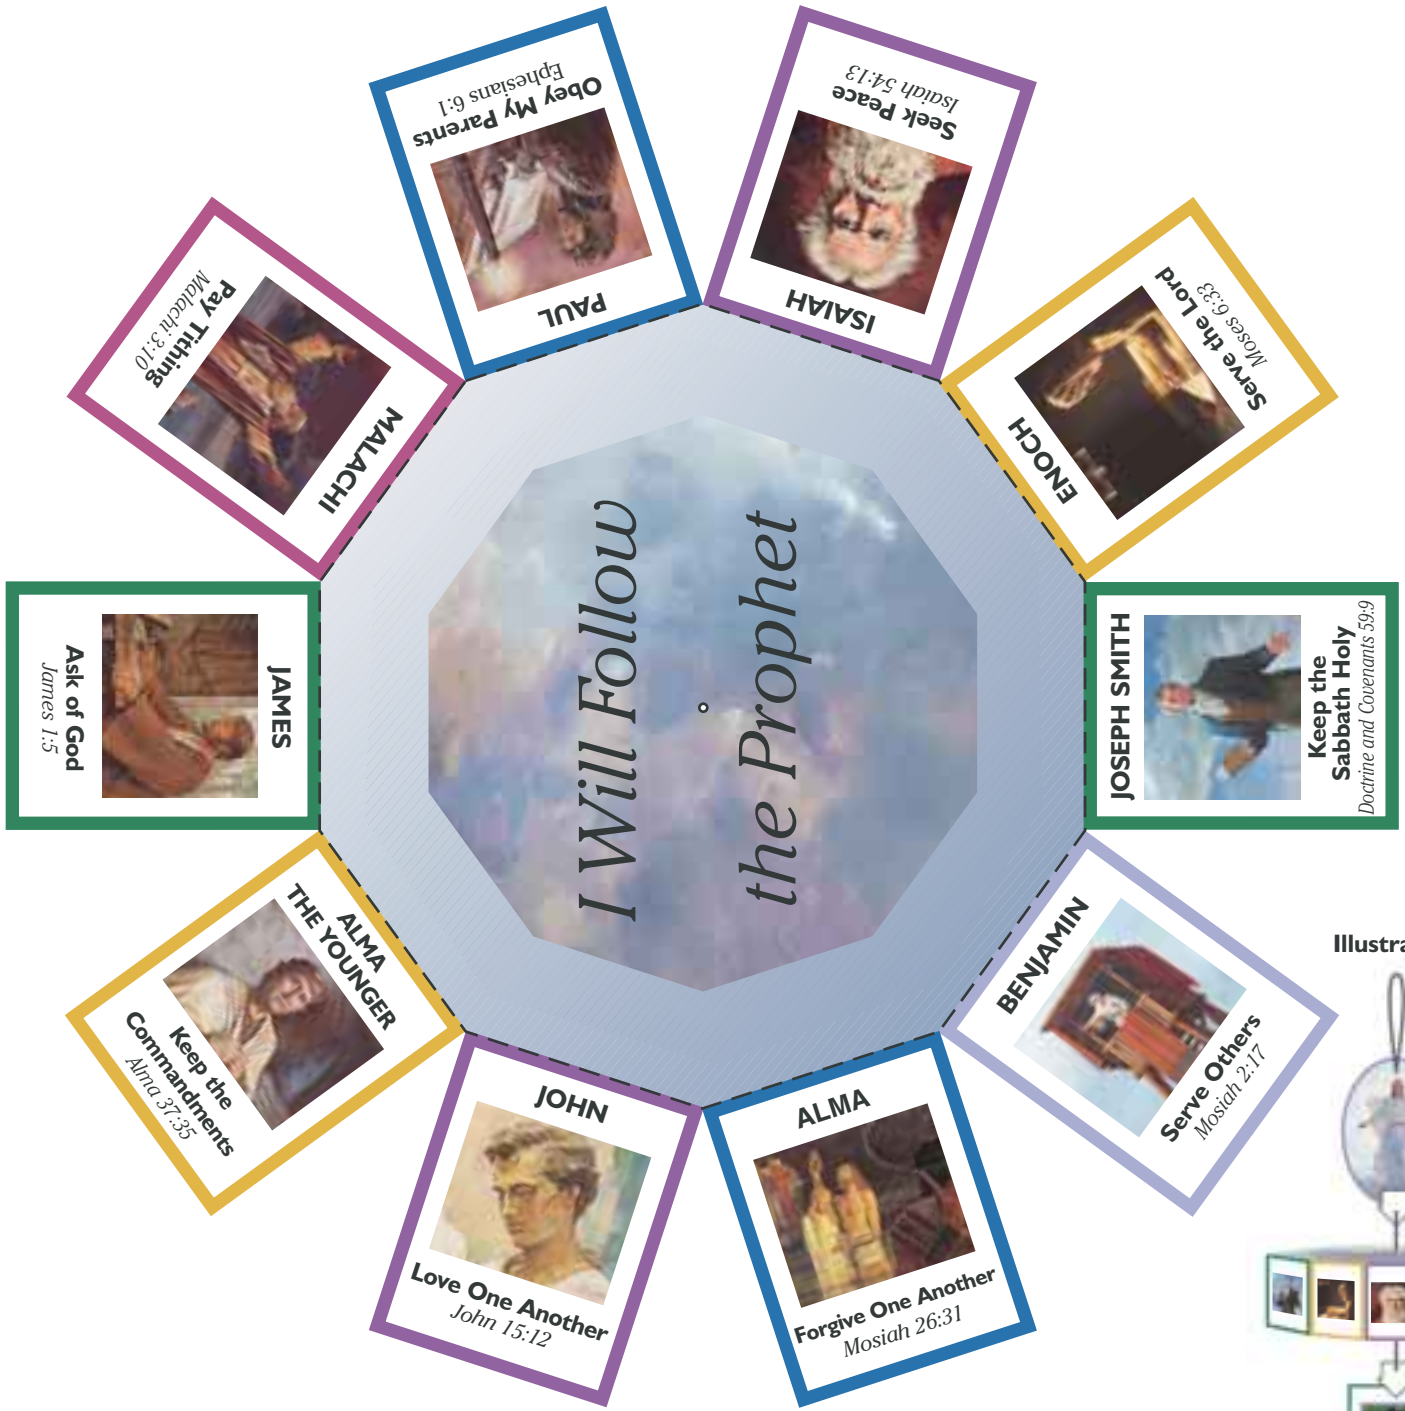 I Will Follow
the Prophet
ISAIAH
Seek Peace
Isaiah 54:13
ENOCH
Serve the Lord
Moses 6:33
JOSEPH SMITH
Keep the
Sabbath Holy
Doctrine and Covenants 59:9
BENJAMIN
Serve Others
Mosiah 2:17
ALMA
Forgive One Another
Mosiah 26:31
JOHN
Love One Another
John 15:12
ALMA
THE YOUNGER
Keep the
Commandments
Alma 37:35
JAMES
Ask of God
James 1:5
MALACHI
Pay Tithing
Malachi 3:10
PAUL
Obey My Parents
Ephesians 6:1
Illustra